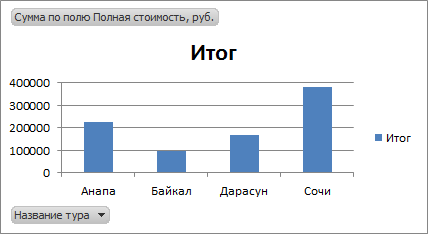 Сумма по полю Полная стоимость, руб.
Итог
400000
300000
200000
100000
0
Анапа Байкал Дарасун Сочи
Итог
Название тура